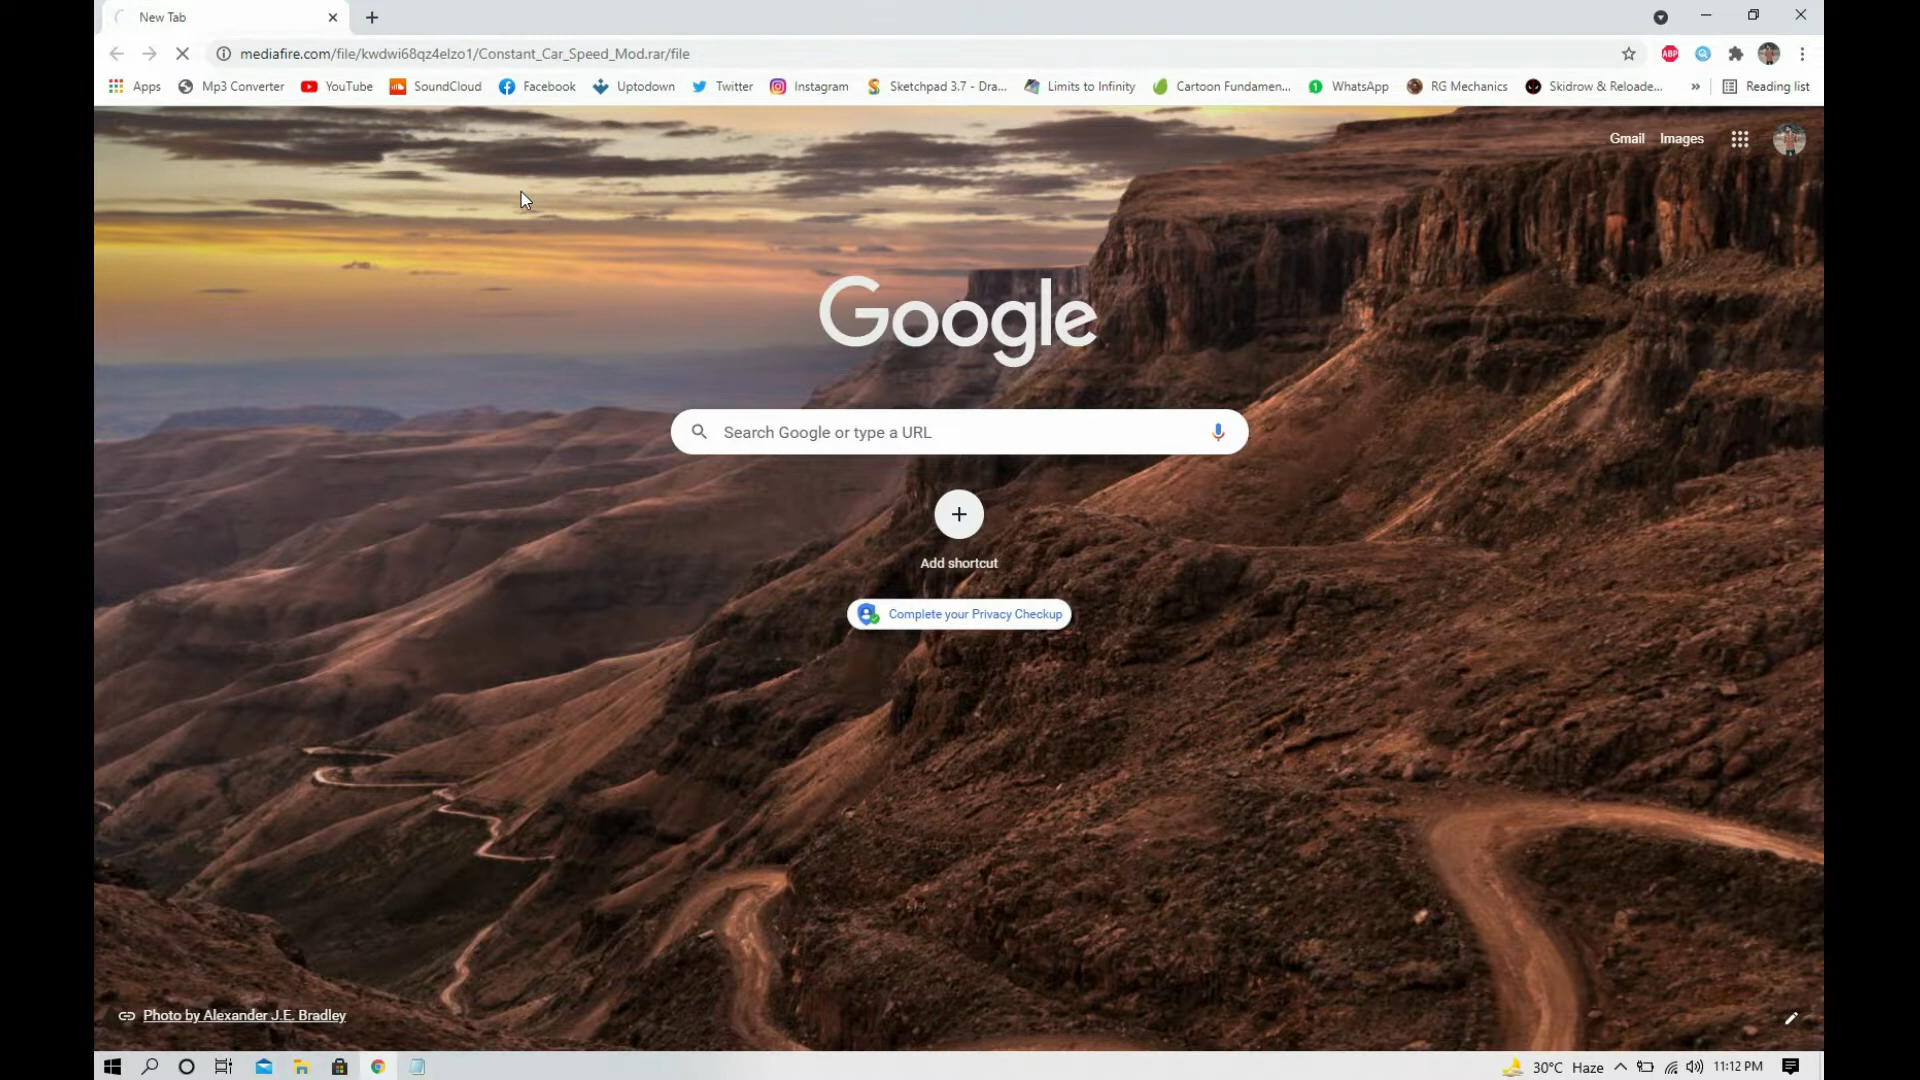 New Tab
mediafire.com/file/kwdwi68qz4elzo1/Constant_Car_Speed_Mod.rar/file
ABP
Apps Mp3 Converter YouTube SoundCloud Facebook Uptodown Twitter Instagram Sketchpad 3.7 - Dra... Limits to Infinity Cartoon Fundamen... WhatsApp RG Mechanics Skidrow & Reloade... » Reading list
Gmail Images
Google
Search Google or type a URL
Add shortcut
Complete your Privacy Checkup
Photo by Alexander J.E. Bradley
30°C Haze 11:12 PM